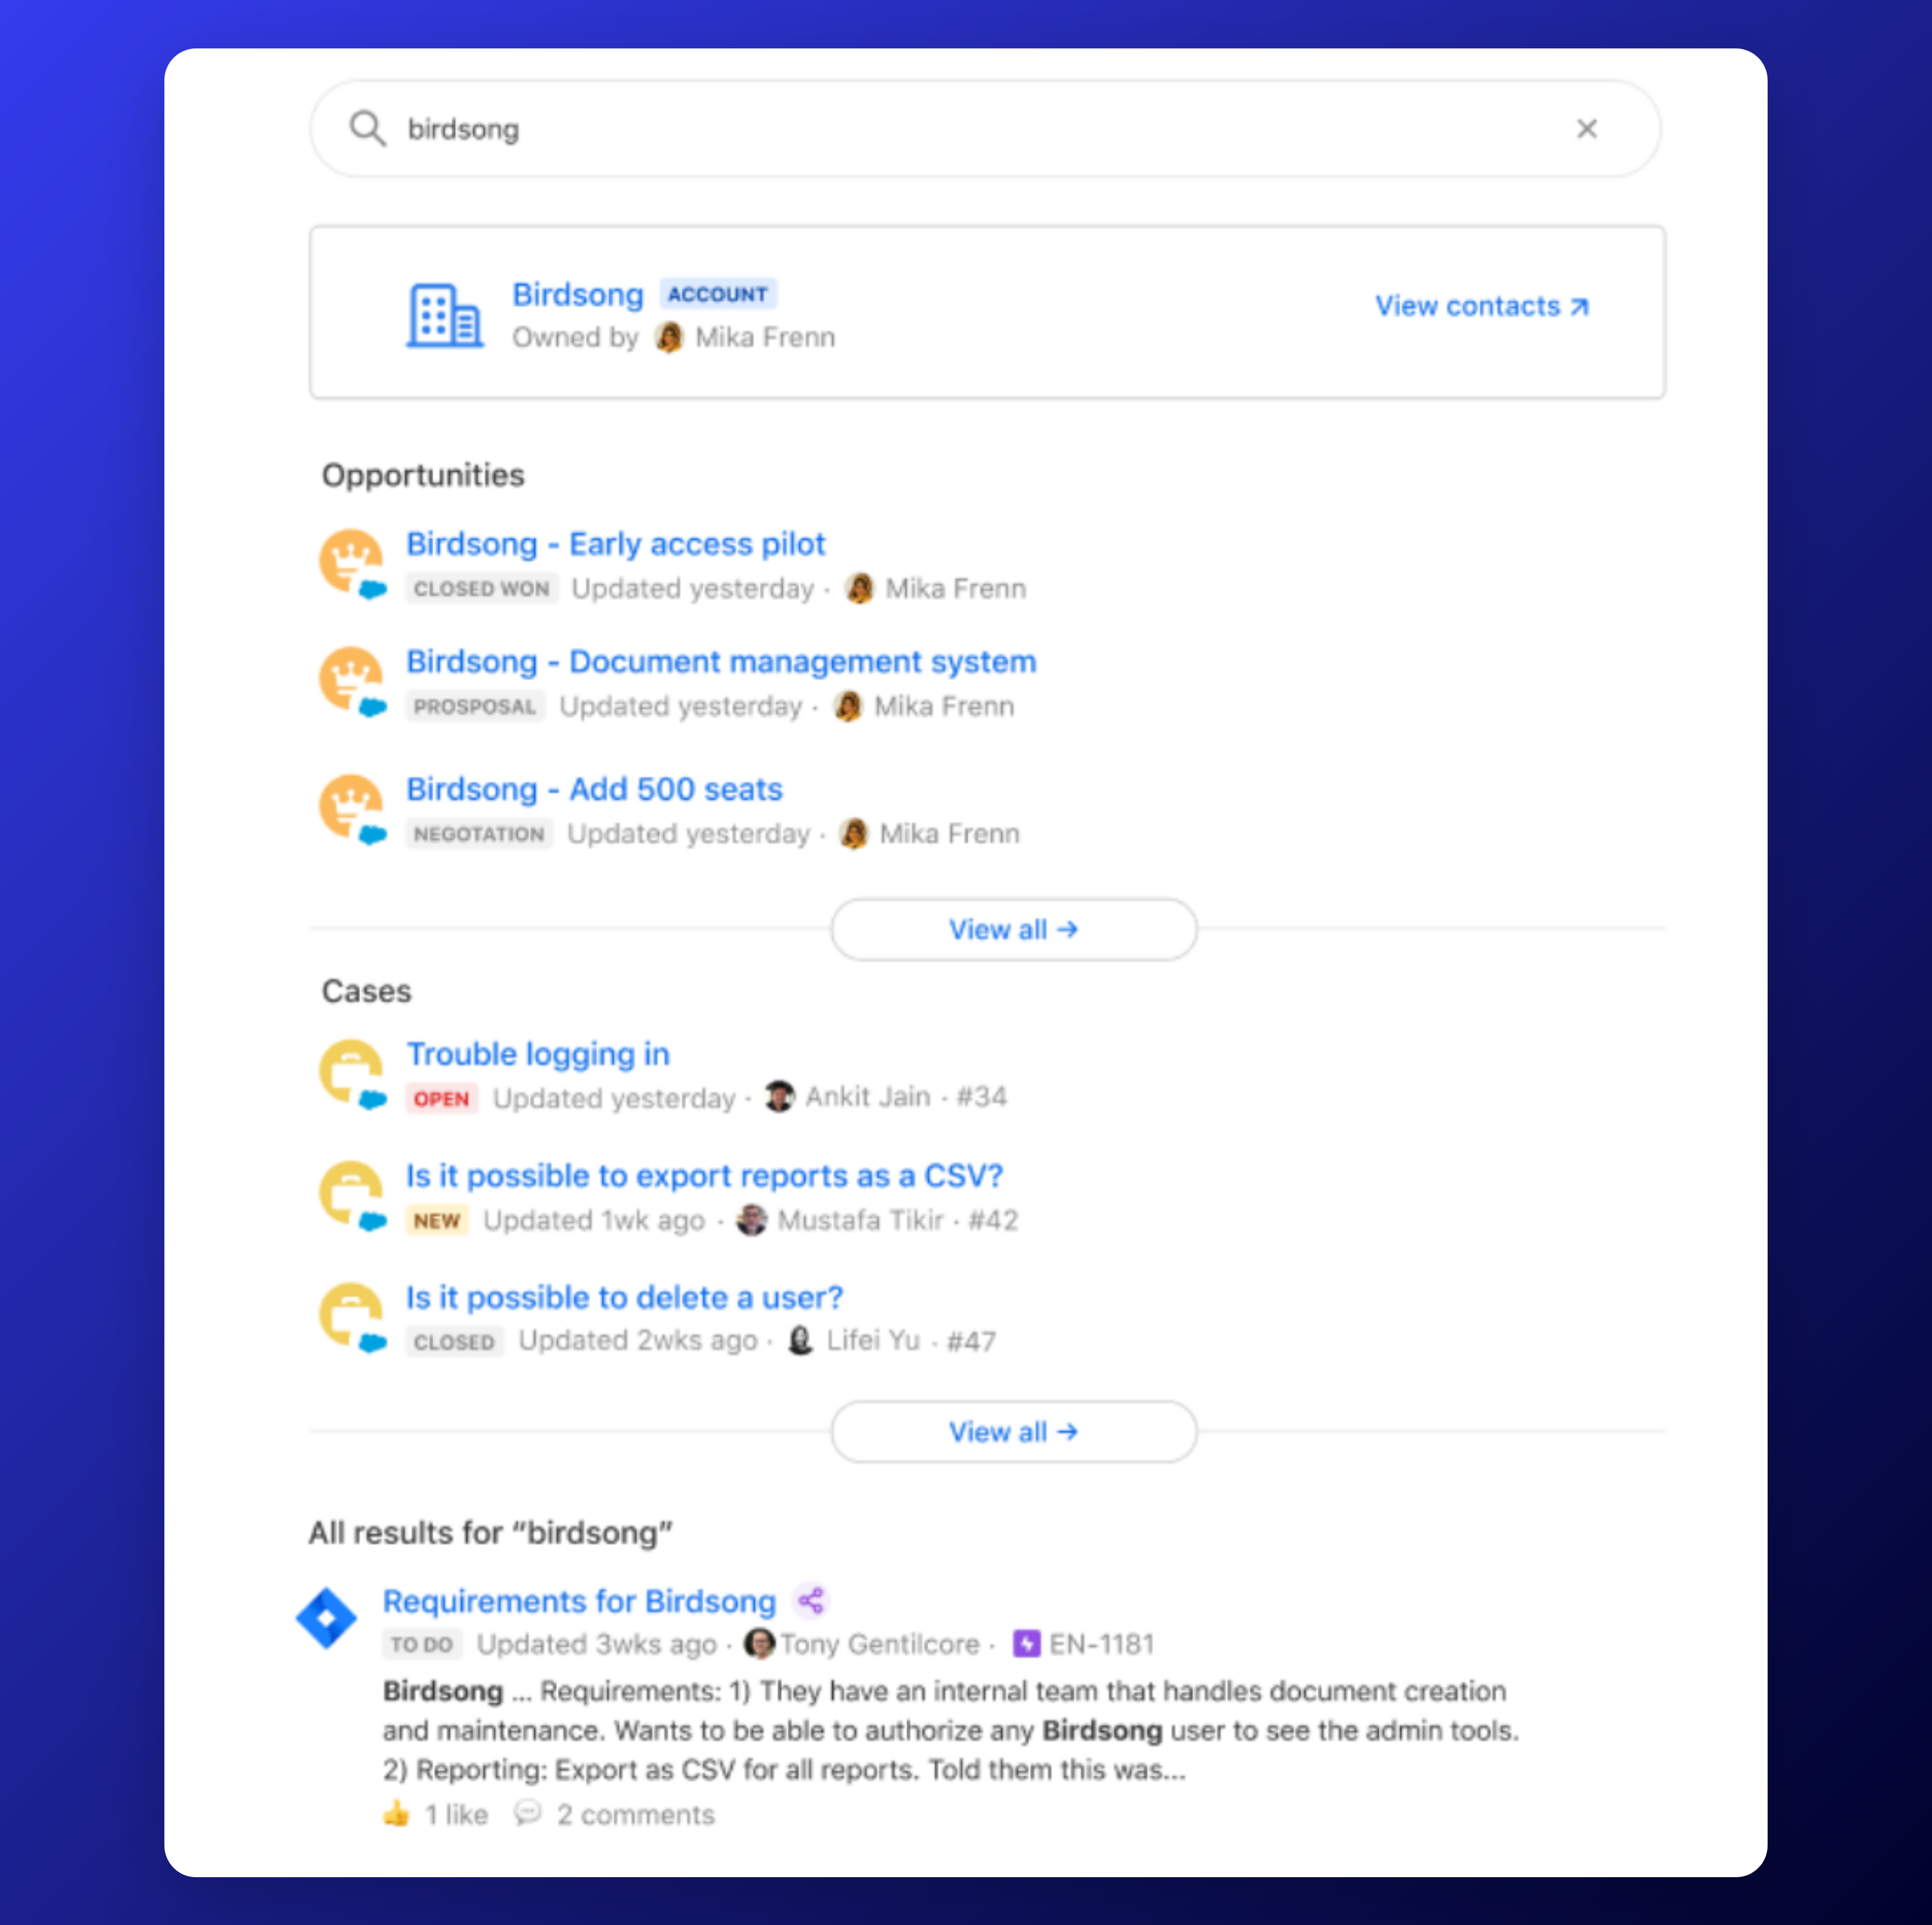 birdsong
Birdsong ACCOUNT
Owned by Mika Frenn
View contacts
Opportunities
Birdsong - Early access pilot
CLOSED WON Updated yesterday · Mika Frenn
Birdsong - Document management system
PROSPOSAL Updated yesterday · Mika Frenn
Birdsong - Add 500 seats
NEGOTATION Updated yesterday · Mika Frenn
View all →
Cases
Trouble logging in
OPEN Updated yesterday · Ankit Jain · #34
Is it possible to export reports as a CSV?
NEW Updated 1wk ago · Mustafa Tikir · #42
Is it possible to delete a user?
CLOSED Updated 2wks ago · Lifei Yu · #47
View all →
All results for “birdsong”
Requirements for Birdsong
TO DO Updated 3wks ago · Tony Gentilcore · EN-1181
Birdsong ... Requirements: 1) They have an internal team that handles document creation
and maintenance. Wants to be able to authorize any Birdsong user to see the admin tools.
2) Reporting: Export as CSV for all reports. Told them this was...
1 like 2 comments